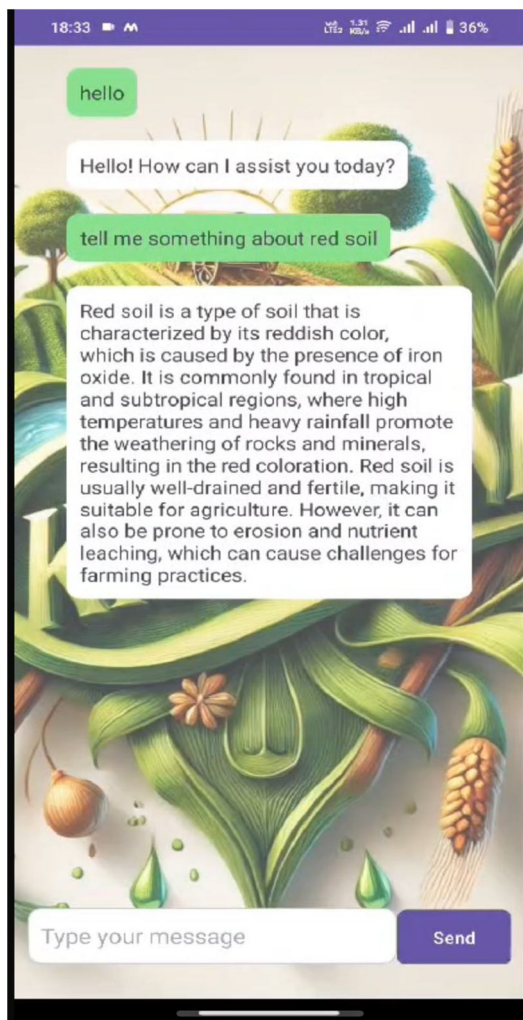 18:33
Vo) LTE2 1.31 KB/s 36%
hello
Hello! How can I assist you today?
tell me something about red soil
Red soil is a type of soil that is
characterized by its reddish color,
which is caused by the presence of iron
oxide. It is commonly found in tropical
and subtropical regions, where high
temperatures and heavy rainfall promote
the weathering of rocks and minerals,
resulting in the red coloration. Red soil is
usually well-drained and fertile, making it
suitable for agriculture. However, it can
also be prone to erosion and nutrient
leaching, which can cause challenges for
farming practices.
Type your message
Send